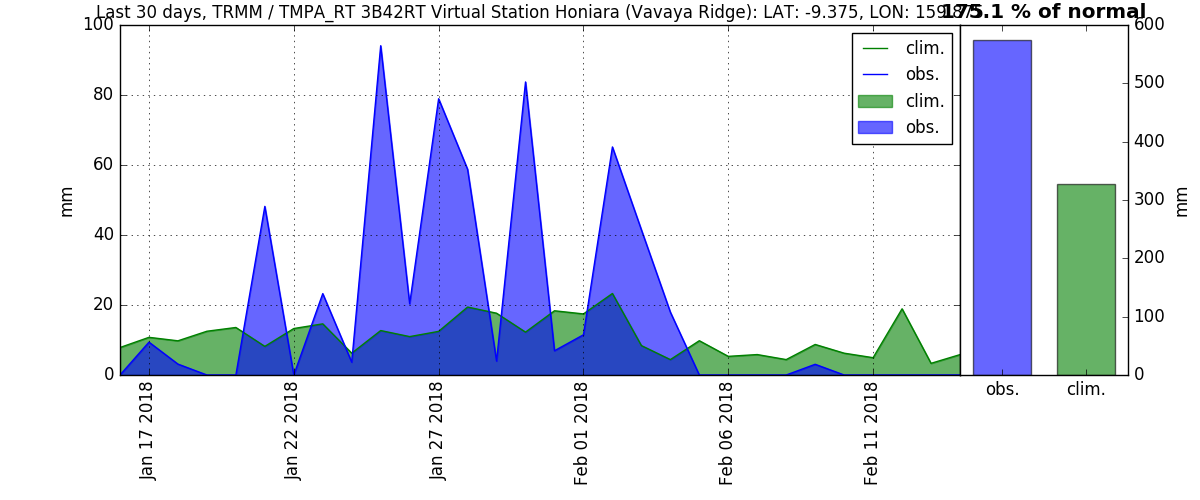 Last 30 days, TRMM / TMPA_RT 3B42RT Virtual Station Honiara (Vavaya Ridge): LAT: -9.375, LON:
175.1 % of normal
100
80
60
40
20
0
mm
clim.
obs.
clim.
obs.
600
500
400
300
200
100
0
mm
Jan 17 2018
Jan 22 2018
Jan 27 2018
Feb 01 2018
Feb 06 2018
Feb 11 2018
obs.
clim.